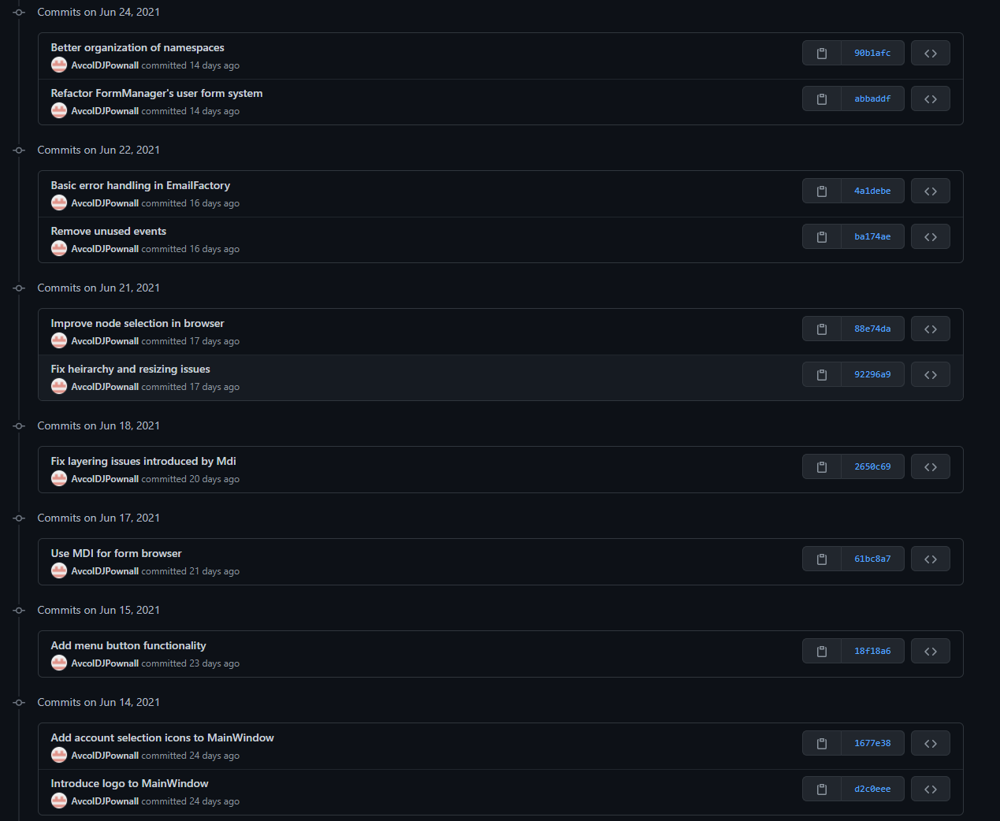 Commits on Jun 24, 2021
Better organization of namespaces
90b1afc
AvcolDJPownall committed 14 days ago
Refactor FormManager's user form system
abbaddf
AvcolDJPownall committed 14 days ago
Commits on Jun 22, 2021
Basic error handling in EmailFactory
4a1debe
AvcolDJPownall committed 16 days ago
Remove unused events
ba174ae
AvcolDJPownall committed 16 days ago
Commits on Jun 21, 2021
Improve node selection in browser
88e74da
AvcolDJPownall committed 17 days ago
Fix heirarchy and resizing issues
92296a9
AvcolDJPownall committed 17 days ago
Commits on Jun 18, 2021
Fix layering issues introduced by Mdi
2650c69
AvcolDJPownall committed 20 days ago
Commits on Jun 17, 2021
Use MDI for form browser
61bc8a7
AvcolDJPownall committed 21 days ago
Commits on Jun 15, 2021
Add menu button functionality
18f18a6
AvcolDJPownall committed 23 days ago
Commits on Jun 14, 2021
Add account selection icons to MainWindow
1677e38
AvcolDJPownall committed 24 days ago
Introduce logo to MainWindow
d2c0eee
AvcolDJPownall committed 24 days ago